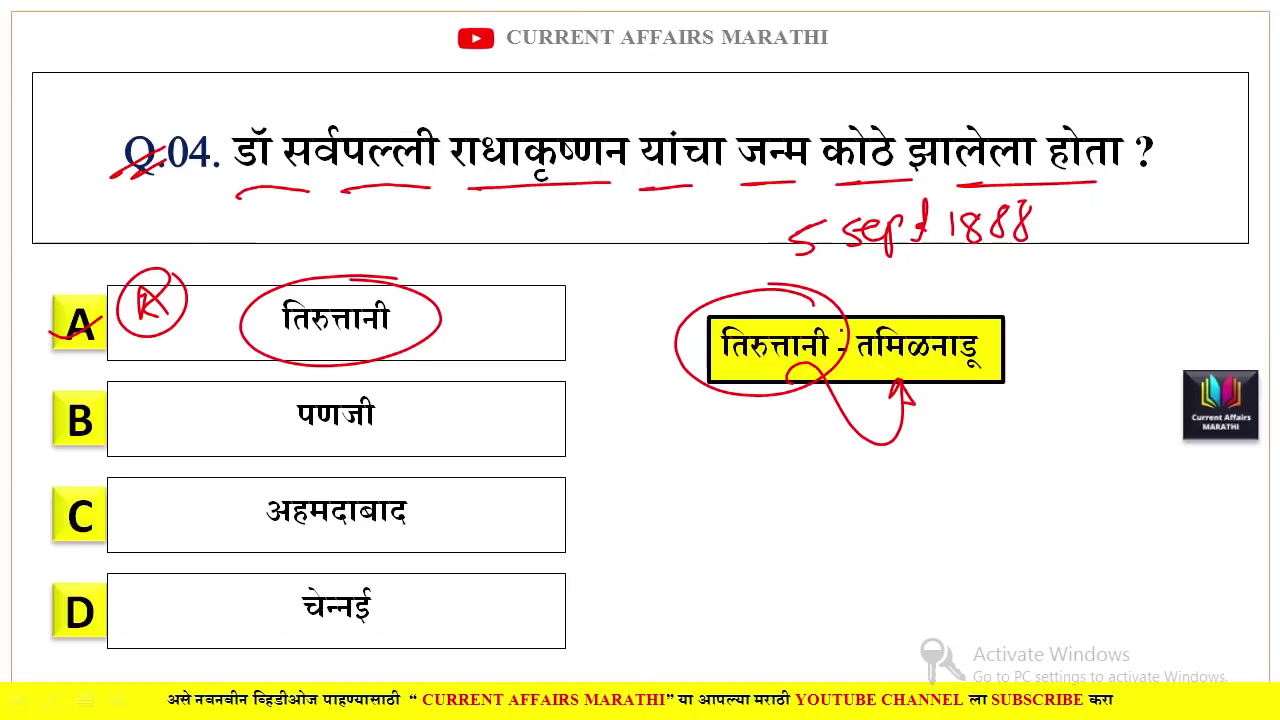 CURRENT AFFAIRS MARATHI
Q.04. डॉ सर्वपल्ली राधाकृष्णन यांचा जन्म कोठे झालेला होता ?
5 Sept 1888
A तिरुत्तानी
तिरुत्तानी - तमिळनाडू
B पणजी
Current Affairs
MARATHI
C अहमदाबाद
D चेन्नई
Activate Windows
Go to PC settings to activate Windows.
असे नवनवीन व्हिडीओज पाहण्यासाठी “ CURRENT AFFAIRS MARATHI” या आपल्या मराठी YOUTUBE CHANNEL ला SUBSCRIBE करा